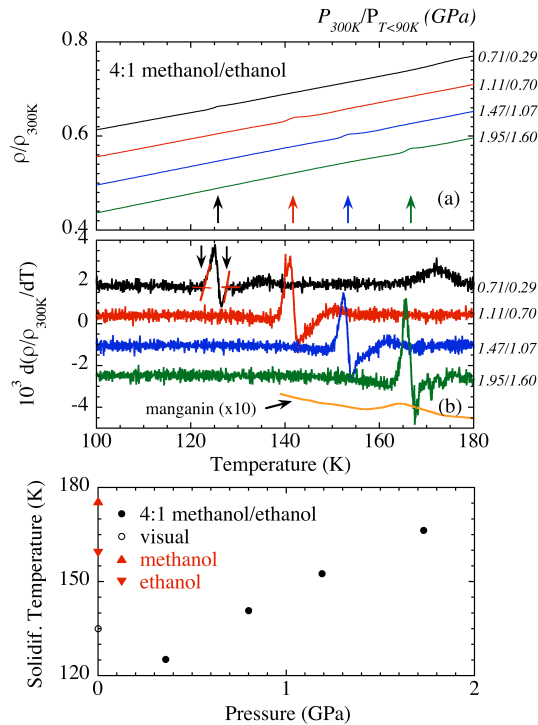 P300K/PT<90K (GPa)
0.8
4:1 methanol/ethanol
0.71/0.29
1.11/0.70
0.6
1.47/1.07
1.95/1.60
ρ/ρ300K
(a)
0.4
4
2
0.71/0.29
0
1.11/0.70
1.47/1.07
-2
1.95/1.60
-4
manganin (x10)
(b)
10³ d(ρ/ρ300K/dT)
100 120 140 160 180
Temperature (K)
180
4:1 methanol/ethanol
visual
methanol
ethanol
150
120
Solidif. Temperature (K)
0 1 2
Pressure (GPa)